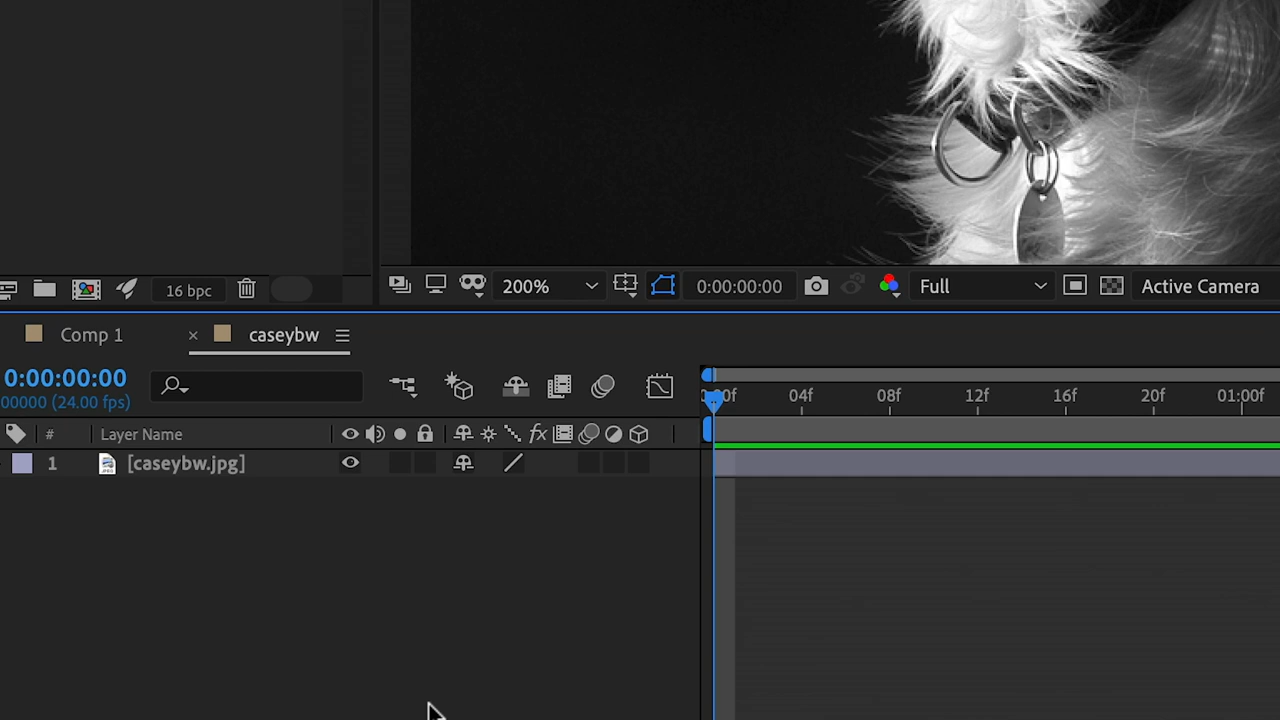 16 bpc
200%
0:00:00:00
Full
Active Camera
Comp 1
× caseybw
0:00:00:00
00000 (24.00 fps)
04f 08f 12f 16f 20f 01:00f
# Layer Name
fx
1 [caseybw.jpg]